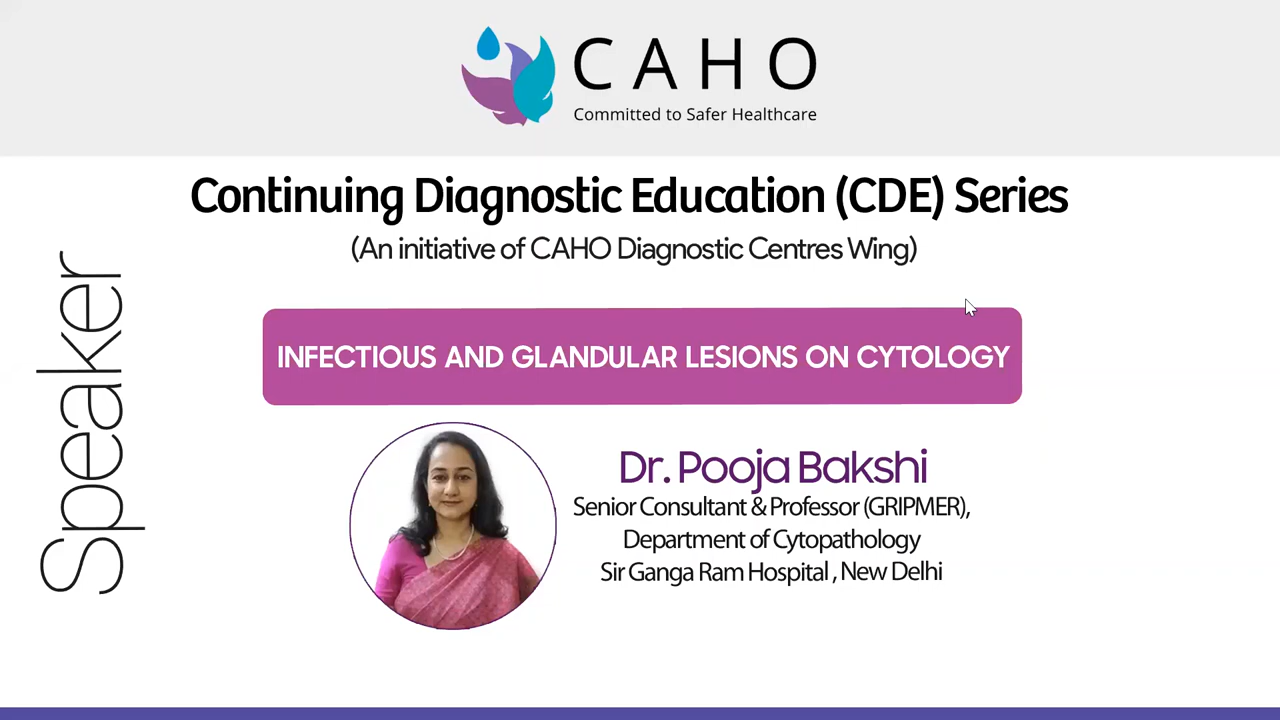 CAHO
Committed to Safer Healthcare
Continuing Diagnostic Education (CDE) Series
(An initiative of CAHO Diagnostic Centres Wing)
Speaker
INFECTIOUS AND GLANDULAR LESIONS ON CYTOLOGY
Dr. Pooja Bakshi
Senior Consultant & Professor (GRIPMER),
Department of Cytopathology
Sir Ganga Ram Hospital , New Delhi